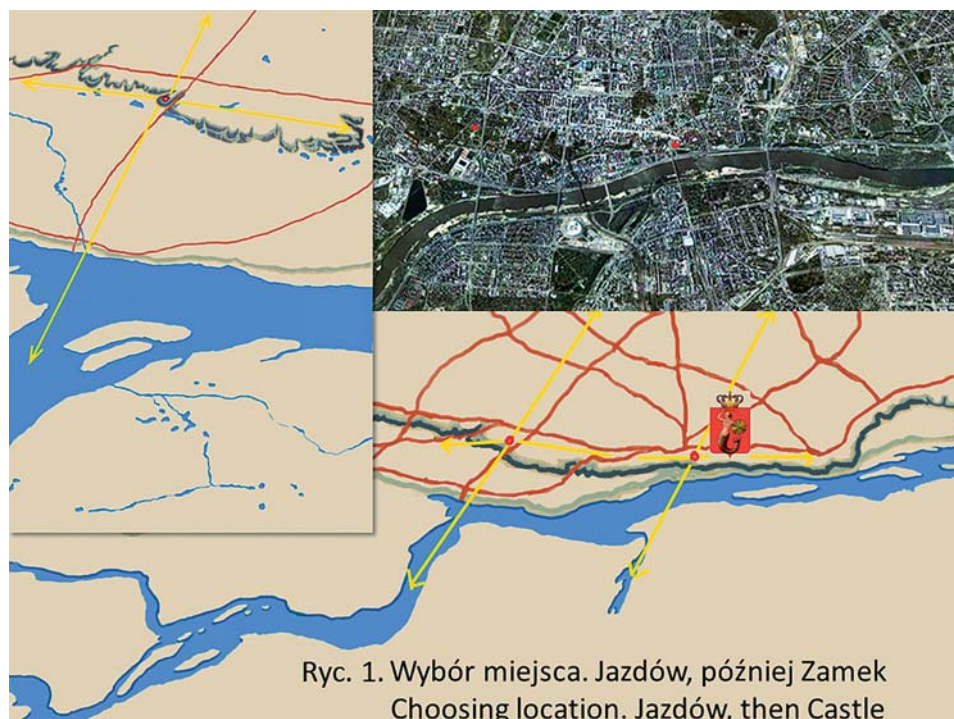 Ryc. 1. Wybór miejsca. Jazdów, później Zamek
Choosing location. Jazdów, then Castle